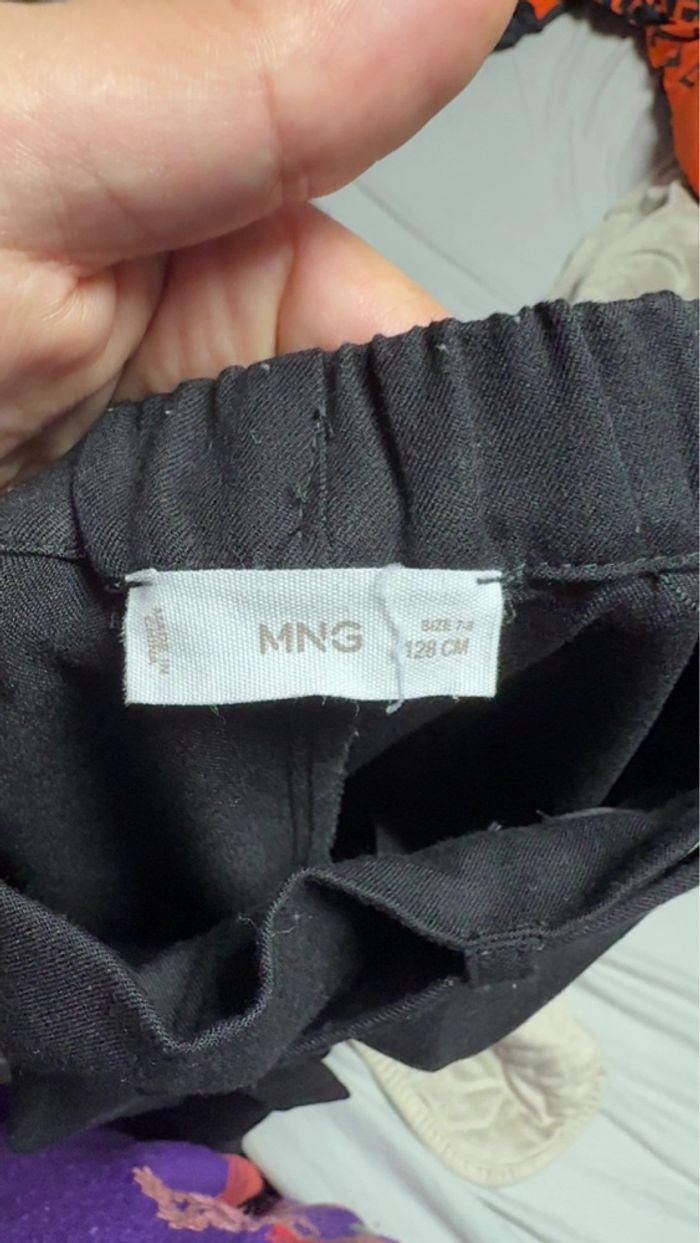 MADE IN
CHINA
MNG
SIZE 7-8
128 CM